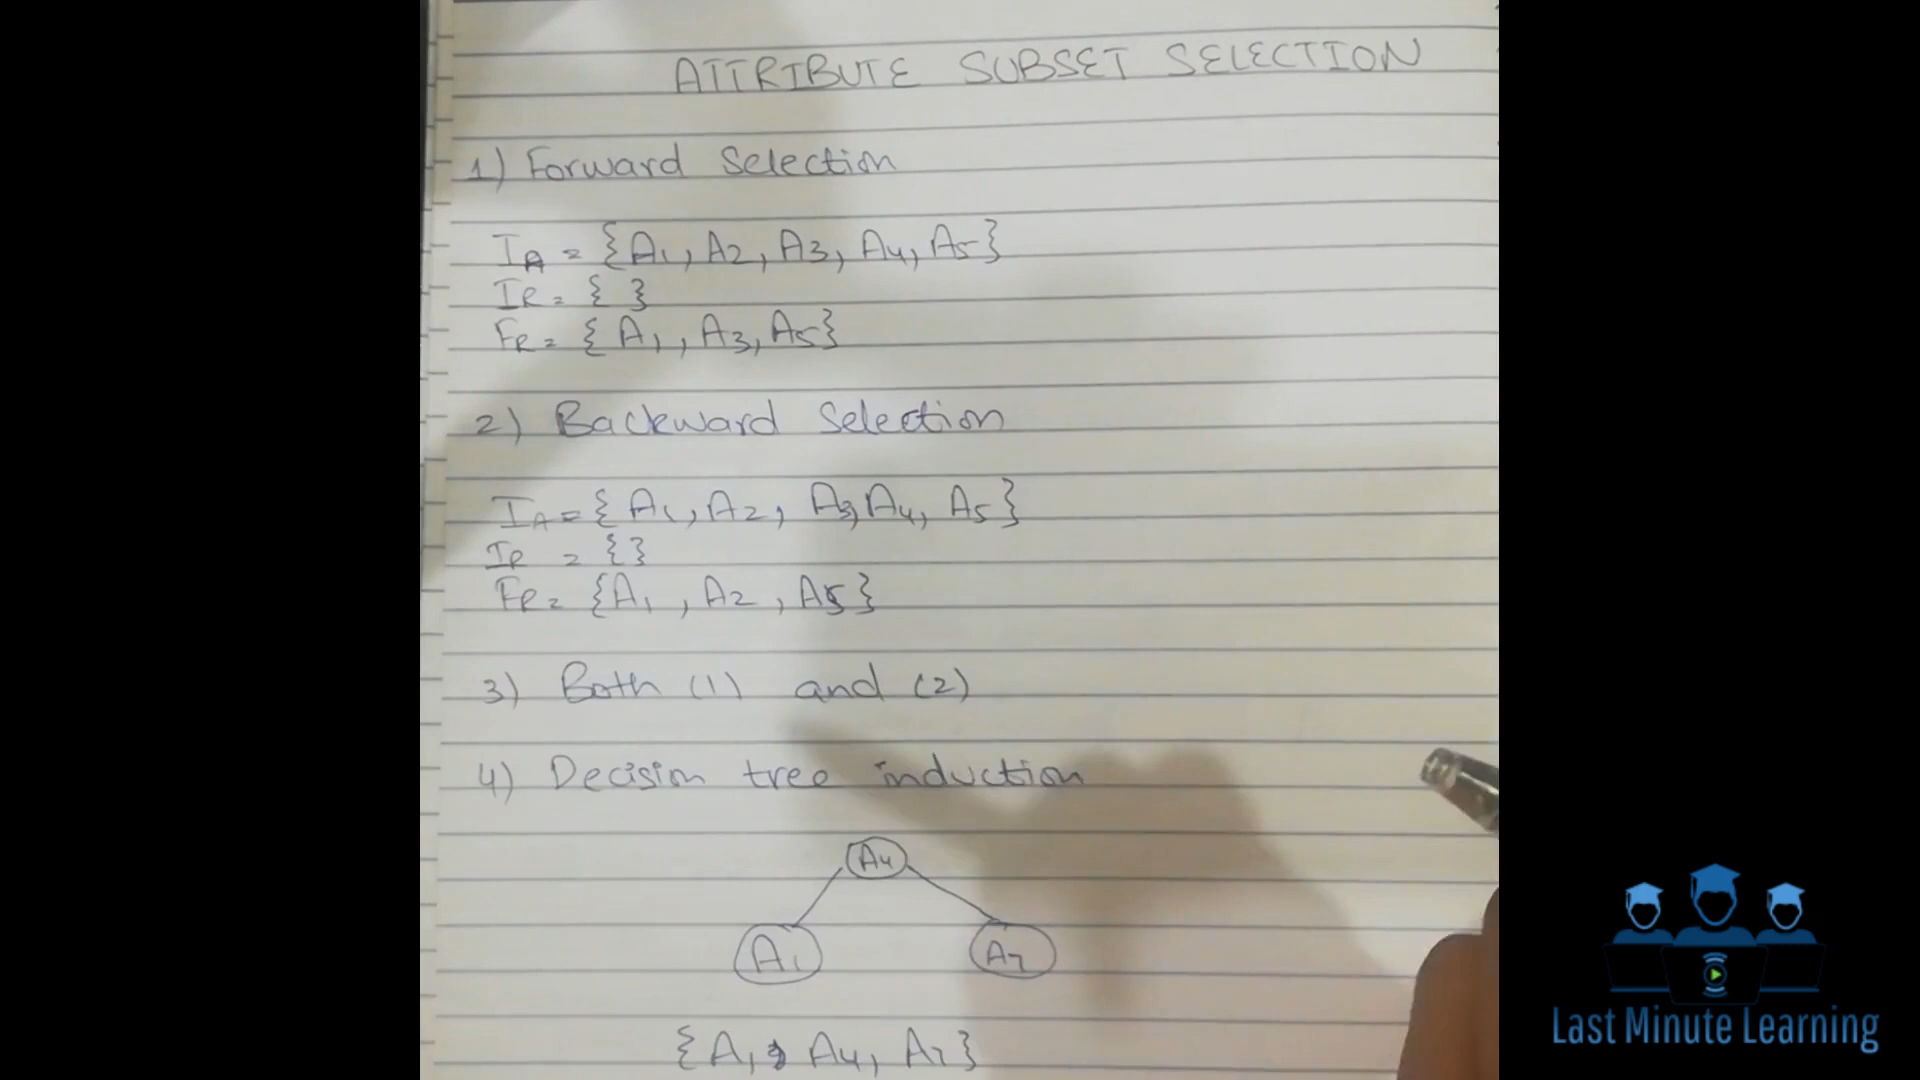 ATTRIBUTE SUBSET SELECTION
1) Forward Selection
IA = {A1, A2, A3, A4, A5}
IR = { }
FR = {A1, A3, A5}
2) Backward Selection
IA = {A1, A2, A3, A4, A5}
IR = {}
FR = {A1, A2, A5}
3) Both (1) and (2)
4) Decision tree induction
A4
A1 A7
{A1, A4, A7}
Last Minute Learning